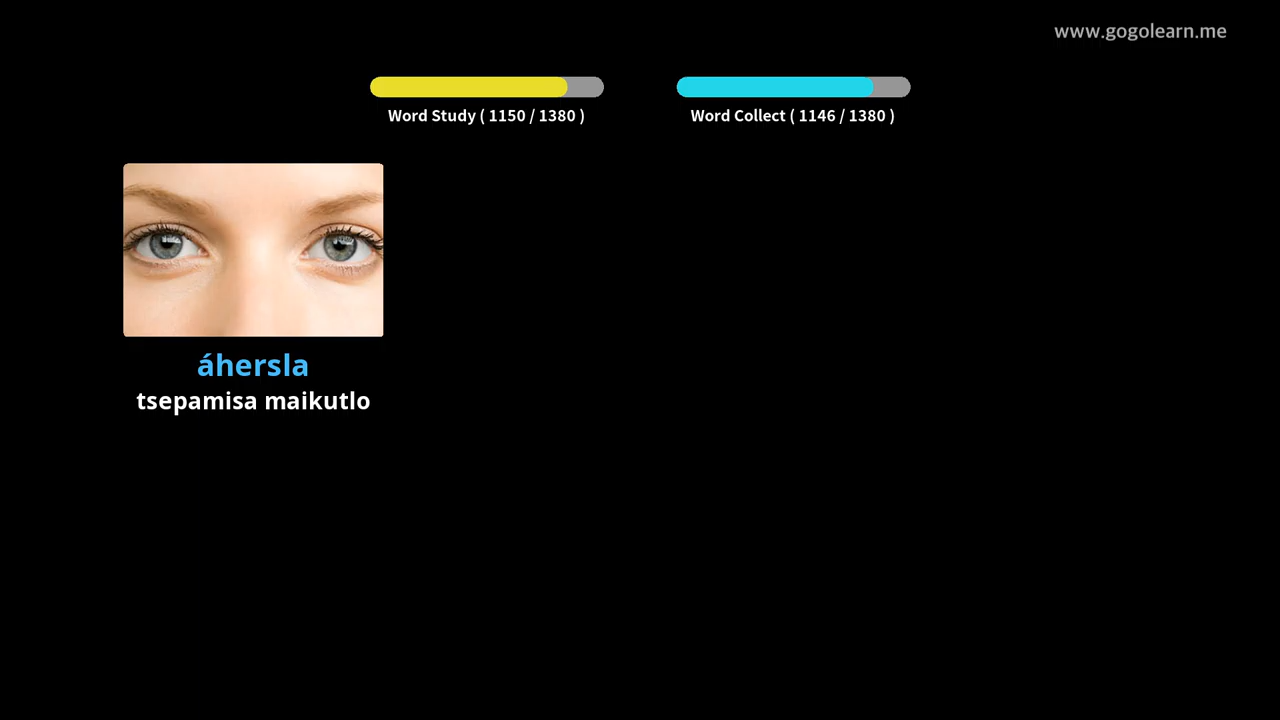 www.gogolearn.me
Word Study ( 1150 / 1380 )
Word Collect ( 1146 / 1380 )
áhersla
tsepamisa maikutlo